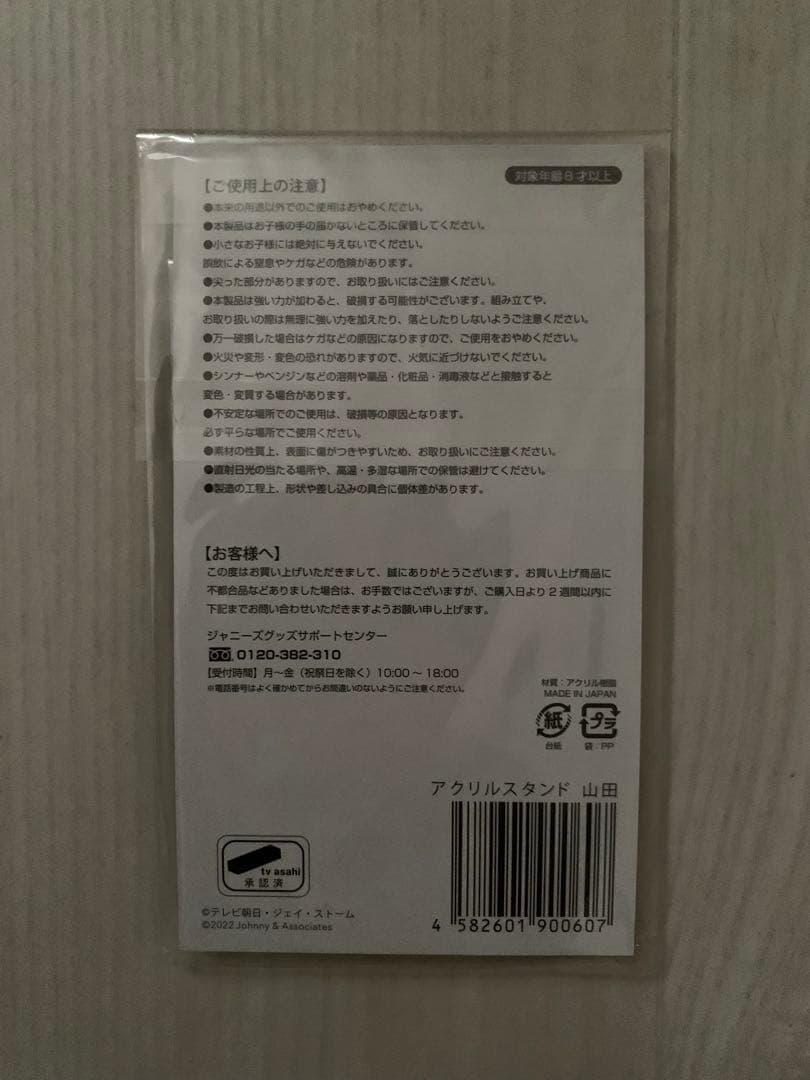 【ご使用上の注意】
対象年齢8才以上
●本来の用途以外でのご使用はおやめください。
●本製品はお子様の手の届かないところに保管してください。
●小さなお子様には絶対に与えないでください。
誤飲による窒息やケガなどの危険があります。
●尖った部分がありますので、お取り扱いにはご注意ください。
●本製品は強い力が加わると、破損する可能性がございます。組み立てや、
お取り扱いの際は無理に強い力を加えたり、落としたりしないようご注意ください。
●万一破損した場合はケガなどの原因になりますので、ご使用をおやめください。
●火災や変形・変色の恐れがありますので、火気に近づけないでください。
●シンナーやベンジンなどの溶剤や薬品・化粧品・消毒液などと接触すると
変色・変質する場合があります。
●不安定な場所でのご使用は、破損等の原因となります。
必ず平らな場所でご使用ください。
●素材の性質上、表面に傷がつきやすいため、お取り扱いにご注意ください。
●直射日光の当たる場所や、高温・多湿な場所での保管は避けてください。
●製造の工程上、形状や差し込みの具合に個体差があります。
【お客様へ】
この度はお買い上げいただきまして、誠にありがとうございます。お買い上げ商品に
不都合品などありました場合は、お手数ではございますが、ご購入日より2週間以内に
下記までお問い合わせいただきますようお願い申し上げます。
ジャニーズグッズサポートセンター
0120-382-310
【受付時間】月～金（祝祭日を除く）10:00～18:00
※電話番号はよく確かめてからお間違いのないようにご注意ください。
材質：アクリル樹脂
MADE IN JAPAN
紙 プラ
台紙 袋：PP
アクリルスタンド 山田
tv asahi
承認済
©テレビ朝日・ジェイ・ストーム
©2022 Johnny & Associates
4 582601 900607